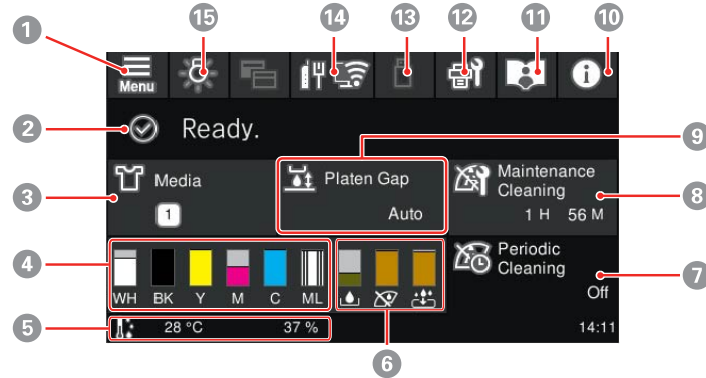 1 15 14 13 12 11 10
Menu
2 Ready.
9
3 Media
1
Platen Gap
Auto
Maintenance
Cleaning
1 H 56 M
8
4 WH BK Y M C ML
6
Periodic
Cleaning
Off
7
5 28 °C 37 %
14:11